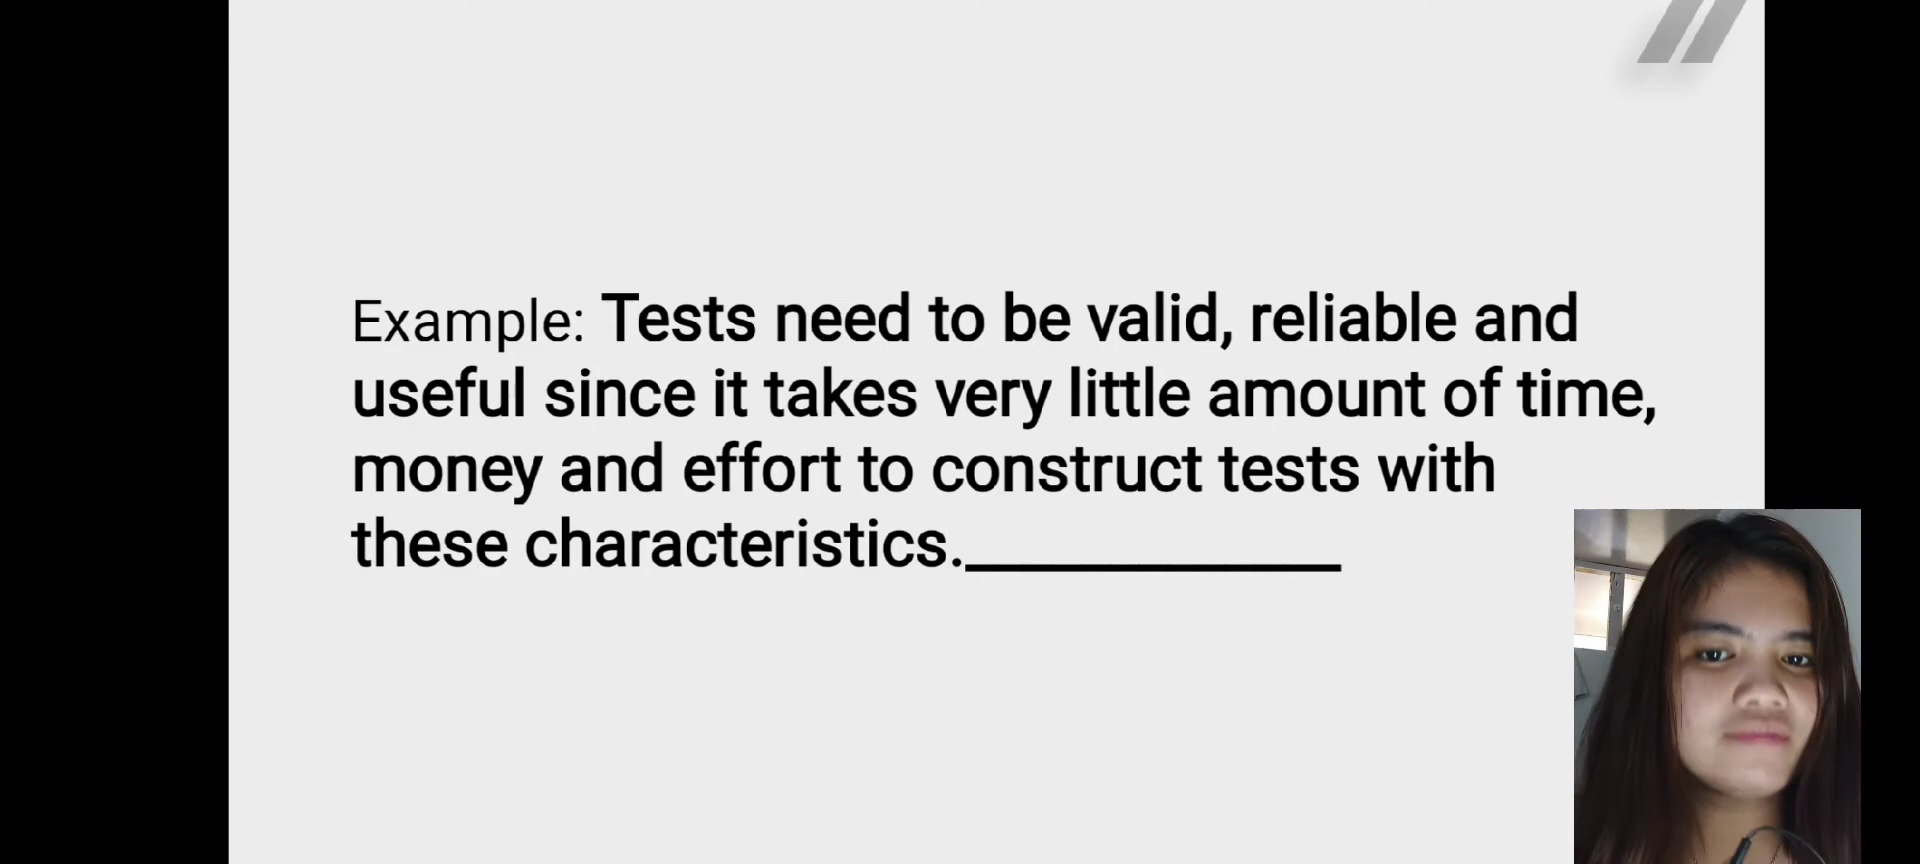 Example: Tests need to be valid, reliable and
useful since it takes very little amount of time,
money and effort to construct tests with
these characteristics.______________